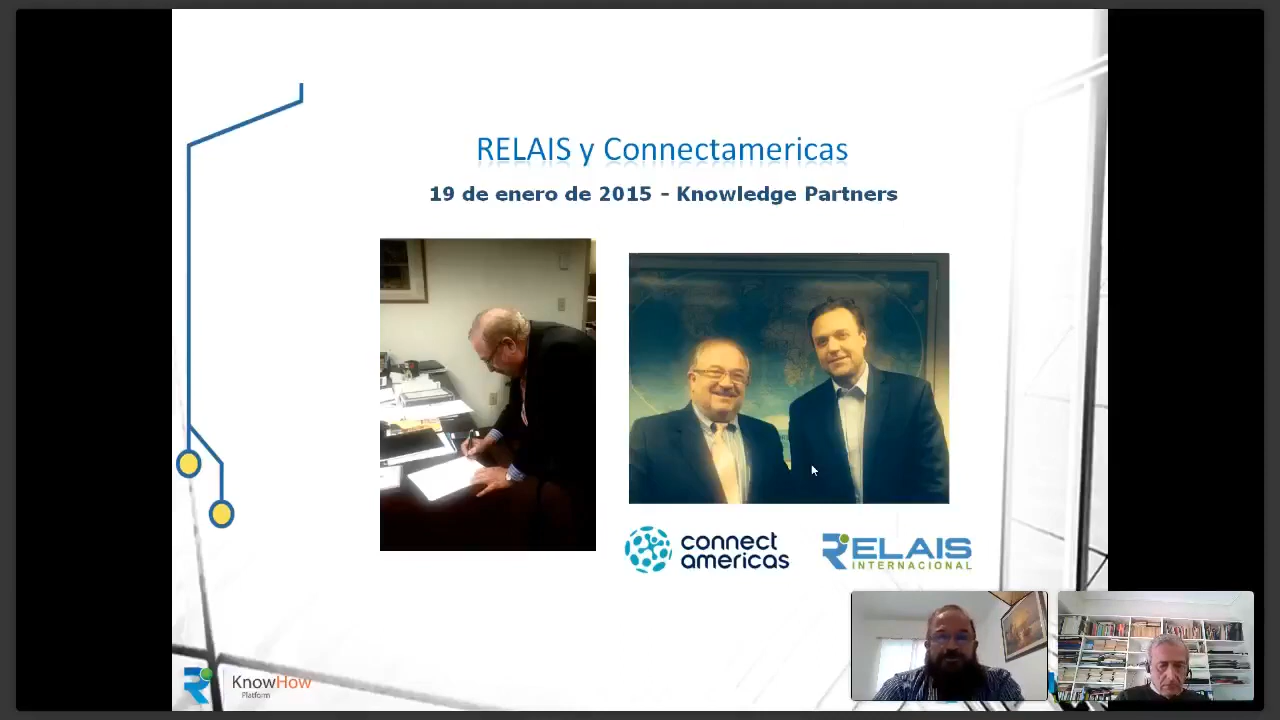 RELAIS y Connectamericas
19 de enero de 2015 - Knowledge Partners
connect
americas
RELAIS
INTERNACIONAL
KnowHow
Platform